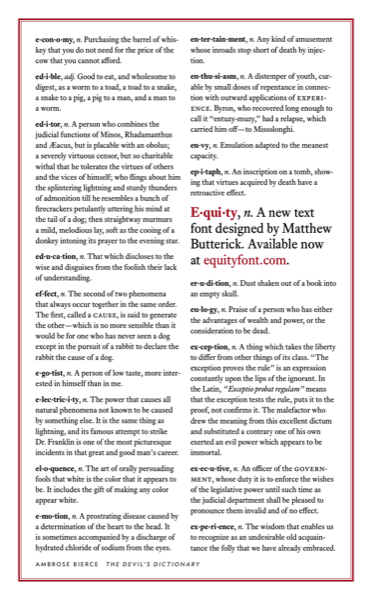 e·con·o·my, n. Purchasing the barrel of whis-
key that you do not need for the price of the
cow that you cannot afford.
ed·i·ble, adj. Good to eat, and wholesome to
digest, as a worm to a toad, a toad to a snake,
a snake to a pig, a pig to a man, and a man to
a worm.
ed·i·tor, n. A person who combines the
judicial functions of Minos, Rhadamanthus
and Æacus, but is placable with an obolus;
a severely virtuous censor, but so charitable
withal that he tolerates the virtues of others
and the vices of himself; who flings about him
the splintering lightning and sturdy thunders
of admonition till he resembles a bunch of
firecrackers petulantly uttering his mind at
the tail of a dog; then straightway murmurs
a mild, melodious lay, soft as the cooing of a
donkey intoning its prayer to the evening star.
ed·u·ca·tion, n. That which discloses to the
wise and disguises from the foolish their lack
of understanding.
ef·fect, n. The second of two phenomena
that always occur together in the same order.
The first, called a CAUSE, is said to generate
the other—which is no more sensible than it
would be for one who has never seen a dog
except in the pursuit of a rabbit to declare the
rabbit the cause of a dog.
e·go·tist, n. A person of low taste, more inter-
ested in himself than in me.
e·lec·tric·i·ty, n. The power that causes all
natural phenomena not known to be caused
by something else. It is the same thing as
lightning, and its famous attempt to strike
Dr. Franklin is one of the most picturesque
incidents in that great and good man's career.
el·o·quence, n. The art of orally persuading
fools that white is the color that it appears to
be. It includes the gift of making any color
appear white.
e·mo·tion, n. A prostrating disease caused by
a determination of the heart to the head. It
is sometimes accompanied by a discharge of
hydrated chloride of sodium from the eyes.
en·ter·tain·ment, n. Any kind of amusement
whose inroads stop short of death by injec-
tion.
en·thu·si·asm, n. A distemper of youth, cur-
able by small doses of repentance in connec-
tion with outward applications of EXPERI-
ENCE. Byron, who recovered long enough to
call it “entuzy-muzy,” had a relapse, which
carried him off—to Missolonghi.
en·vy, n. Emulation adapted to the meanest
capacity.
ep·i·taph, n. An inscription on a tomb, show-
ing that virtues acquired by death have a
retroactive effect.
E·qui·ty, n. A new text
font designed by Matthew
Butterick. Available now
at equityfont.com.
er·u·di·tion, n. Dust shaken out of a book into
an empty skull.
eu·lo·gy, n. Praise of a person who has either
the advantages of wealth and power, or the
consideration to be dead.
ex·cep·tion, n. A thing which takes the liberty
to differ from other things of its class. “The
exception proves the rule” is an expression
constantly upon the lips of the ignorant. In
the Latin, “Exceptio probat regulam” means
that the exception tests the rule, puts it to the
proof, not confirms it. The malefactor who
drew the meaning from this excellent dictum
and substituted a contrary one of his own
exerted an evil power which appears to be
immortal.
ex·ec·u·tive, n. An officer of the GOVERN-
MENT, whose duty it is to enforce the wishes
of the legislative power until such time as
the judicial department shall be pleased to
pronounce them invalid and of no effect.
ex·pe·ri·ence, n. The wisdom that enables us
to recognize as an undesirable old acquain-
tance the folly that we have already embraced.
AMBROSE BIERCE THE DEVIL'S DICTIONARY